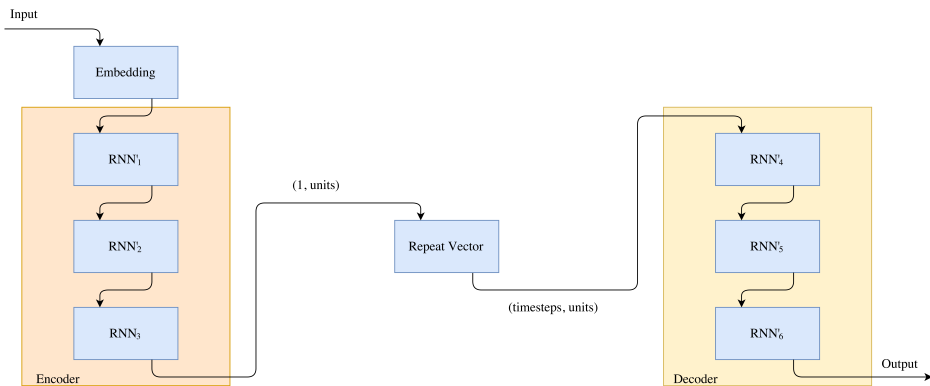 Input
Embedding
RNN'₁
RNN'₂
RNN₃
Encoder
(1, units)
Repeat Vector
(timesteps, units)
RNN'₄
RNN'₅
RNN'₆
Decoder
Output